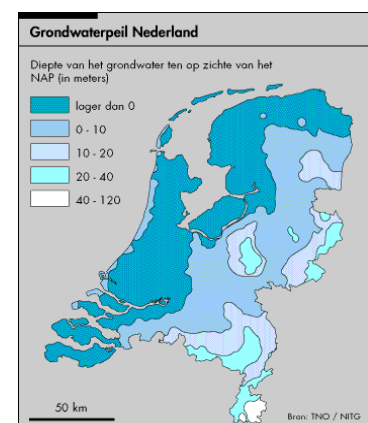 Grondwaterpeil Nederland
Diepte van het grondwater ten op zichte van het
NAP (in meters)
lager dan 0
0 - 10
10 - 20
20 - 40
40 - 120
50 km
Bron: TNO / NITG